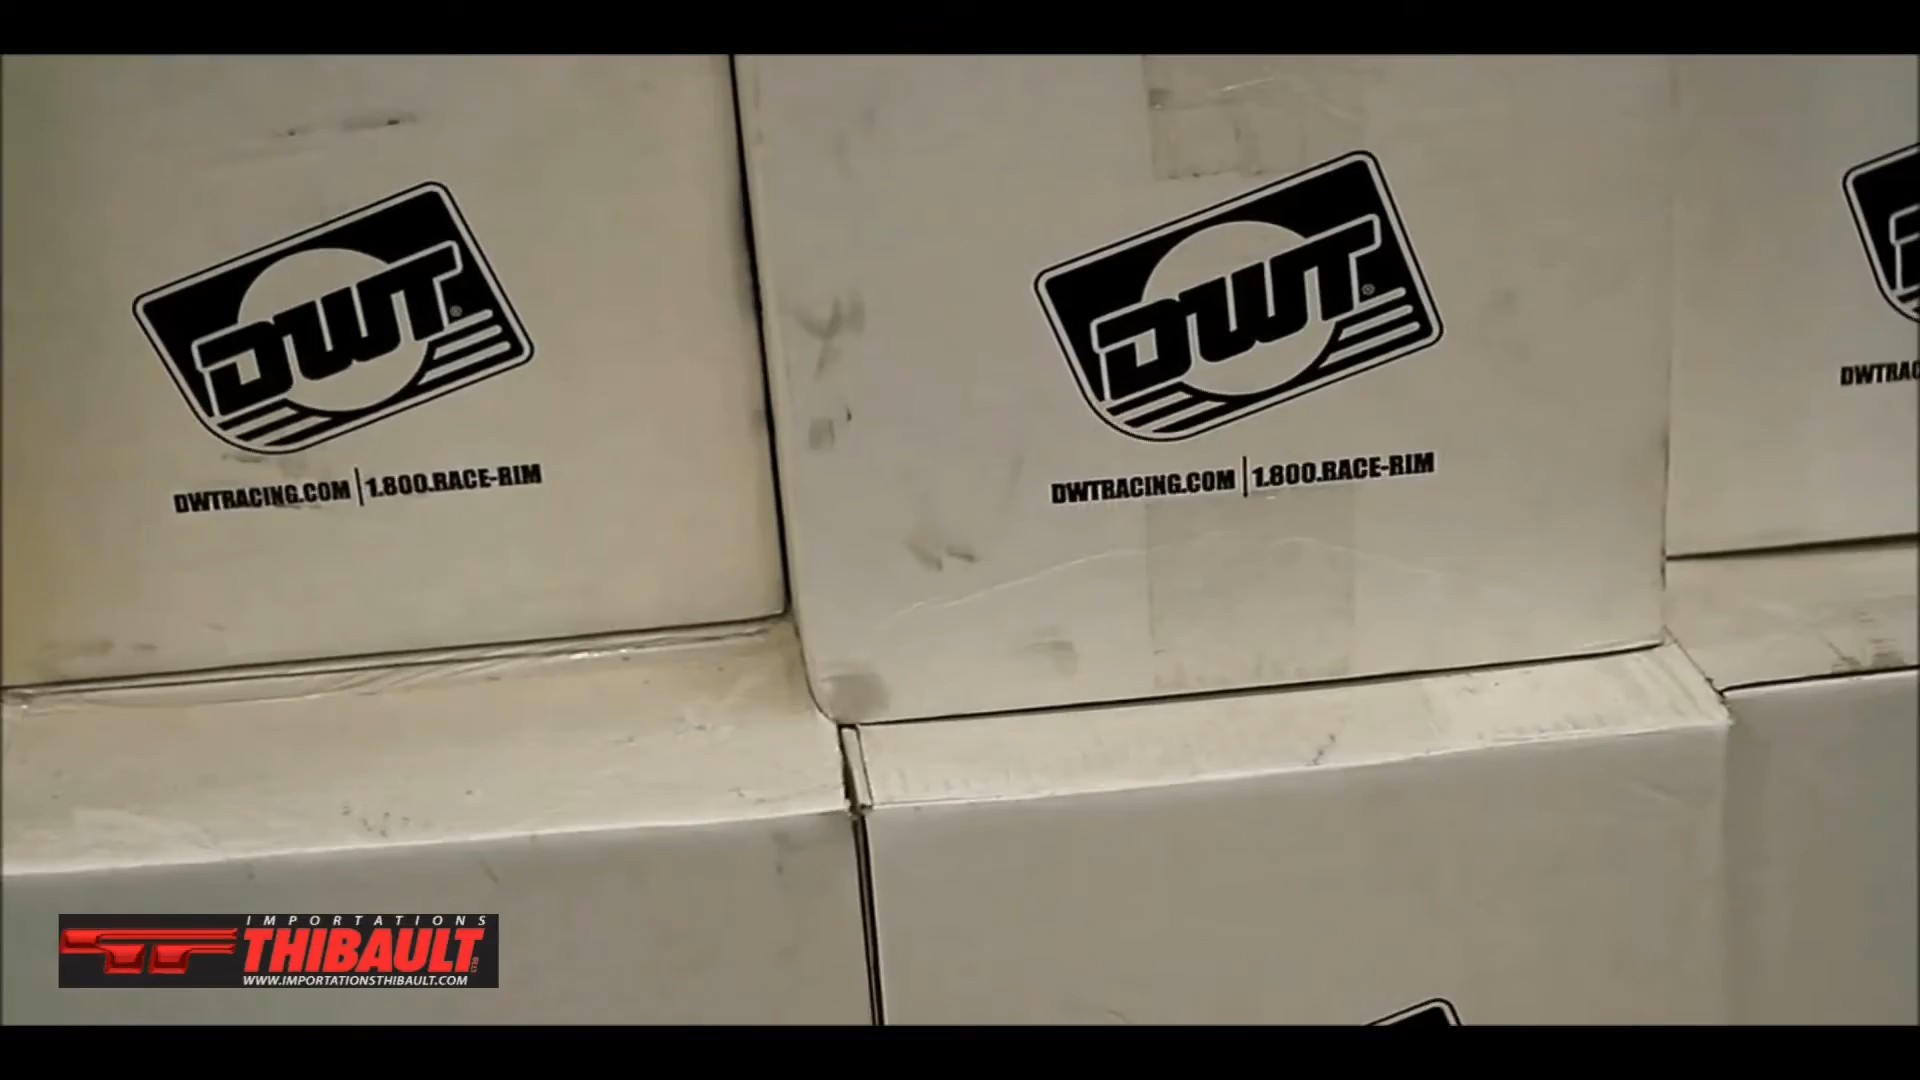 DWT®
DWTRACING.COM | 1.800.RACE-RIM
DWT®
DWTRACING.COM | 1.800.RACE-RIM
DWTRAC
IMPORTATIONS
THIBAULT
WWW.IMPORTATIONSTHIBAULT.COM